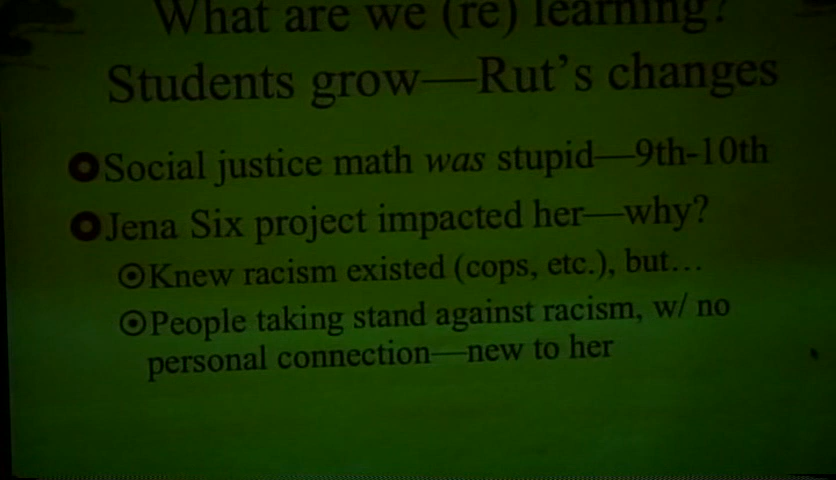 What are we (re) learning?
Students grow—Rut's changes
Social justice math was stupid—9th-10th
Jena Six project impacted her—why?
Knew racism existed (cops, etc.), but…
People taking stand against racism, w/ no
personal connection—new to her